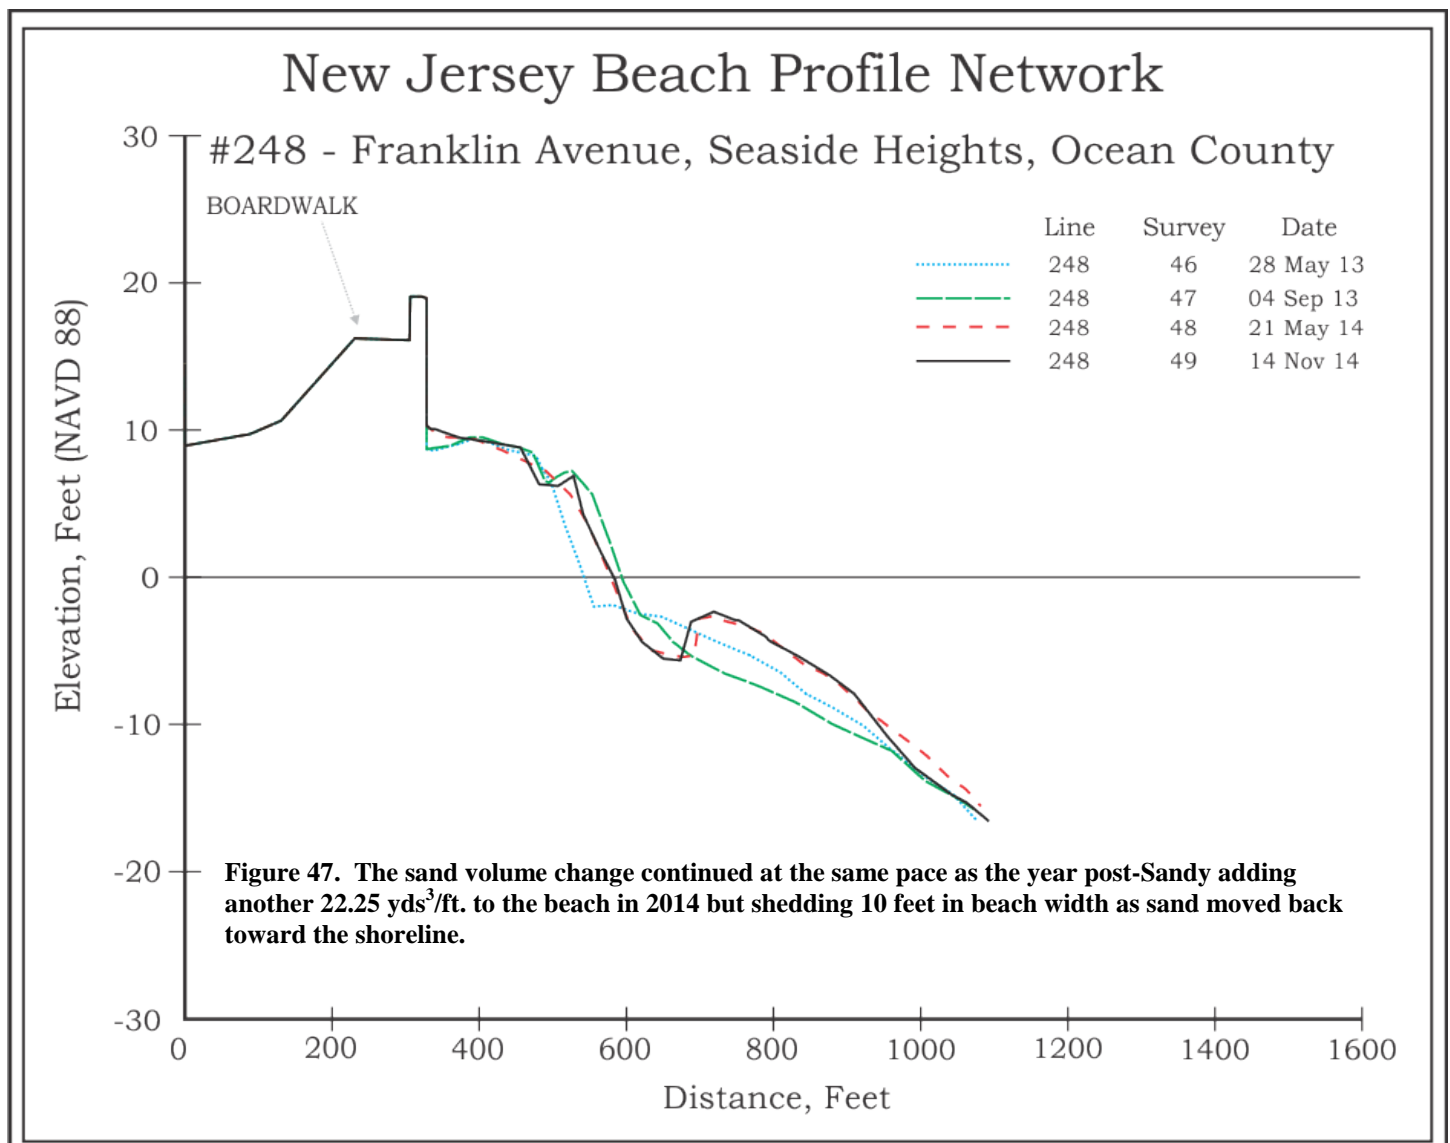 New Jersey Beach Profile Network
#248 - Franklin Avenue, Seaside Heights, Ocean County
BOARDWALK
Line Survey Date
248 46 28 May 13
248 47 04 Sep 13
248 48 21 May 14
248 49 14 Nov 14
Elevation, Feet (NAVD 88)
30
20
10
0
-10
-20
-30
Figure 47. The sand volume change continued at the same pace as the year post-Sandy adding
another 22.25 yds³/ft. to the beach in 2014 but shedding 10 feet in beach width as sand moved back
toward the shoreline.
0 200 400 600 800 1000 1200 1400 1600
Distance, Feet